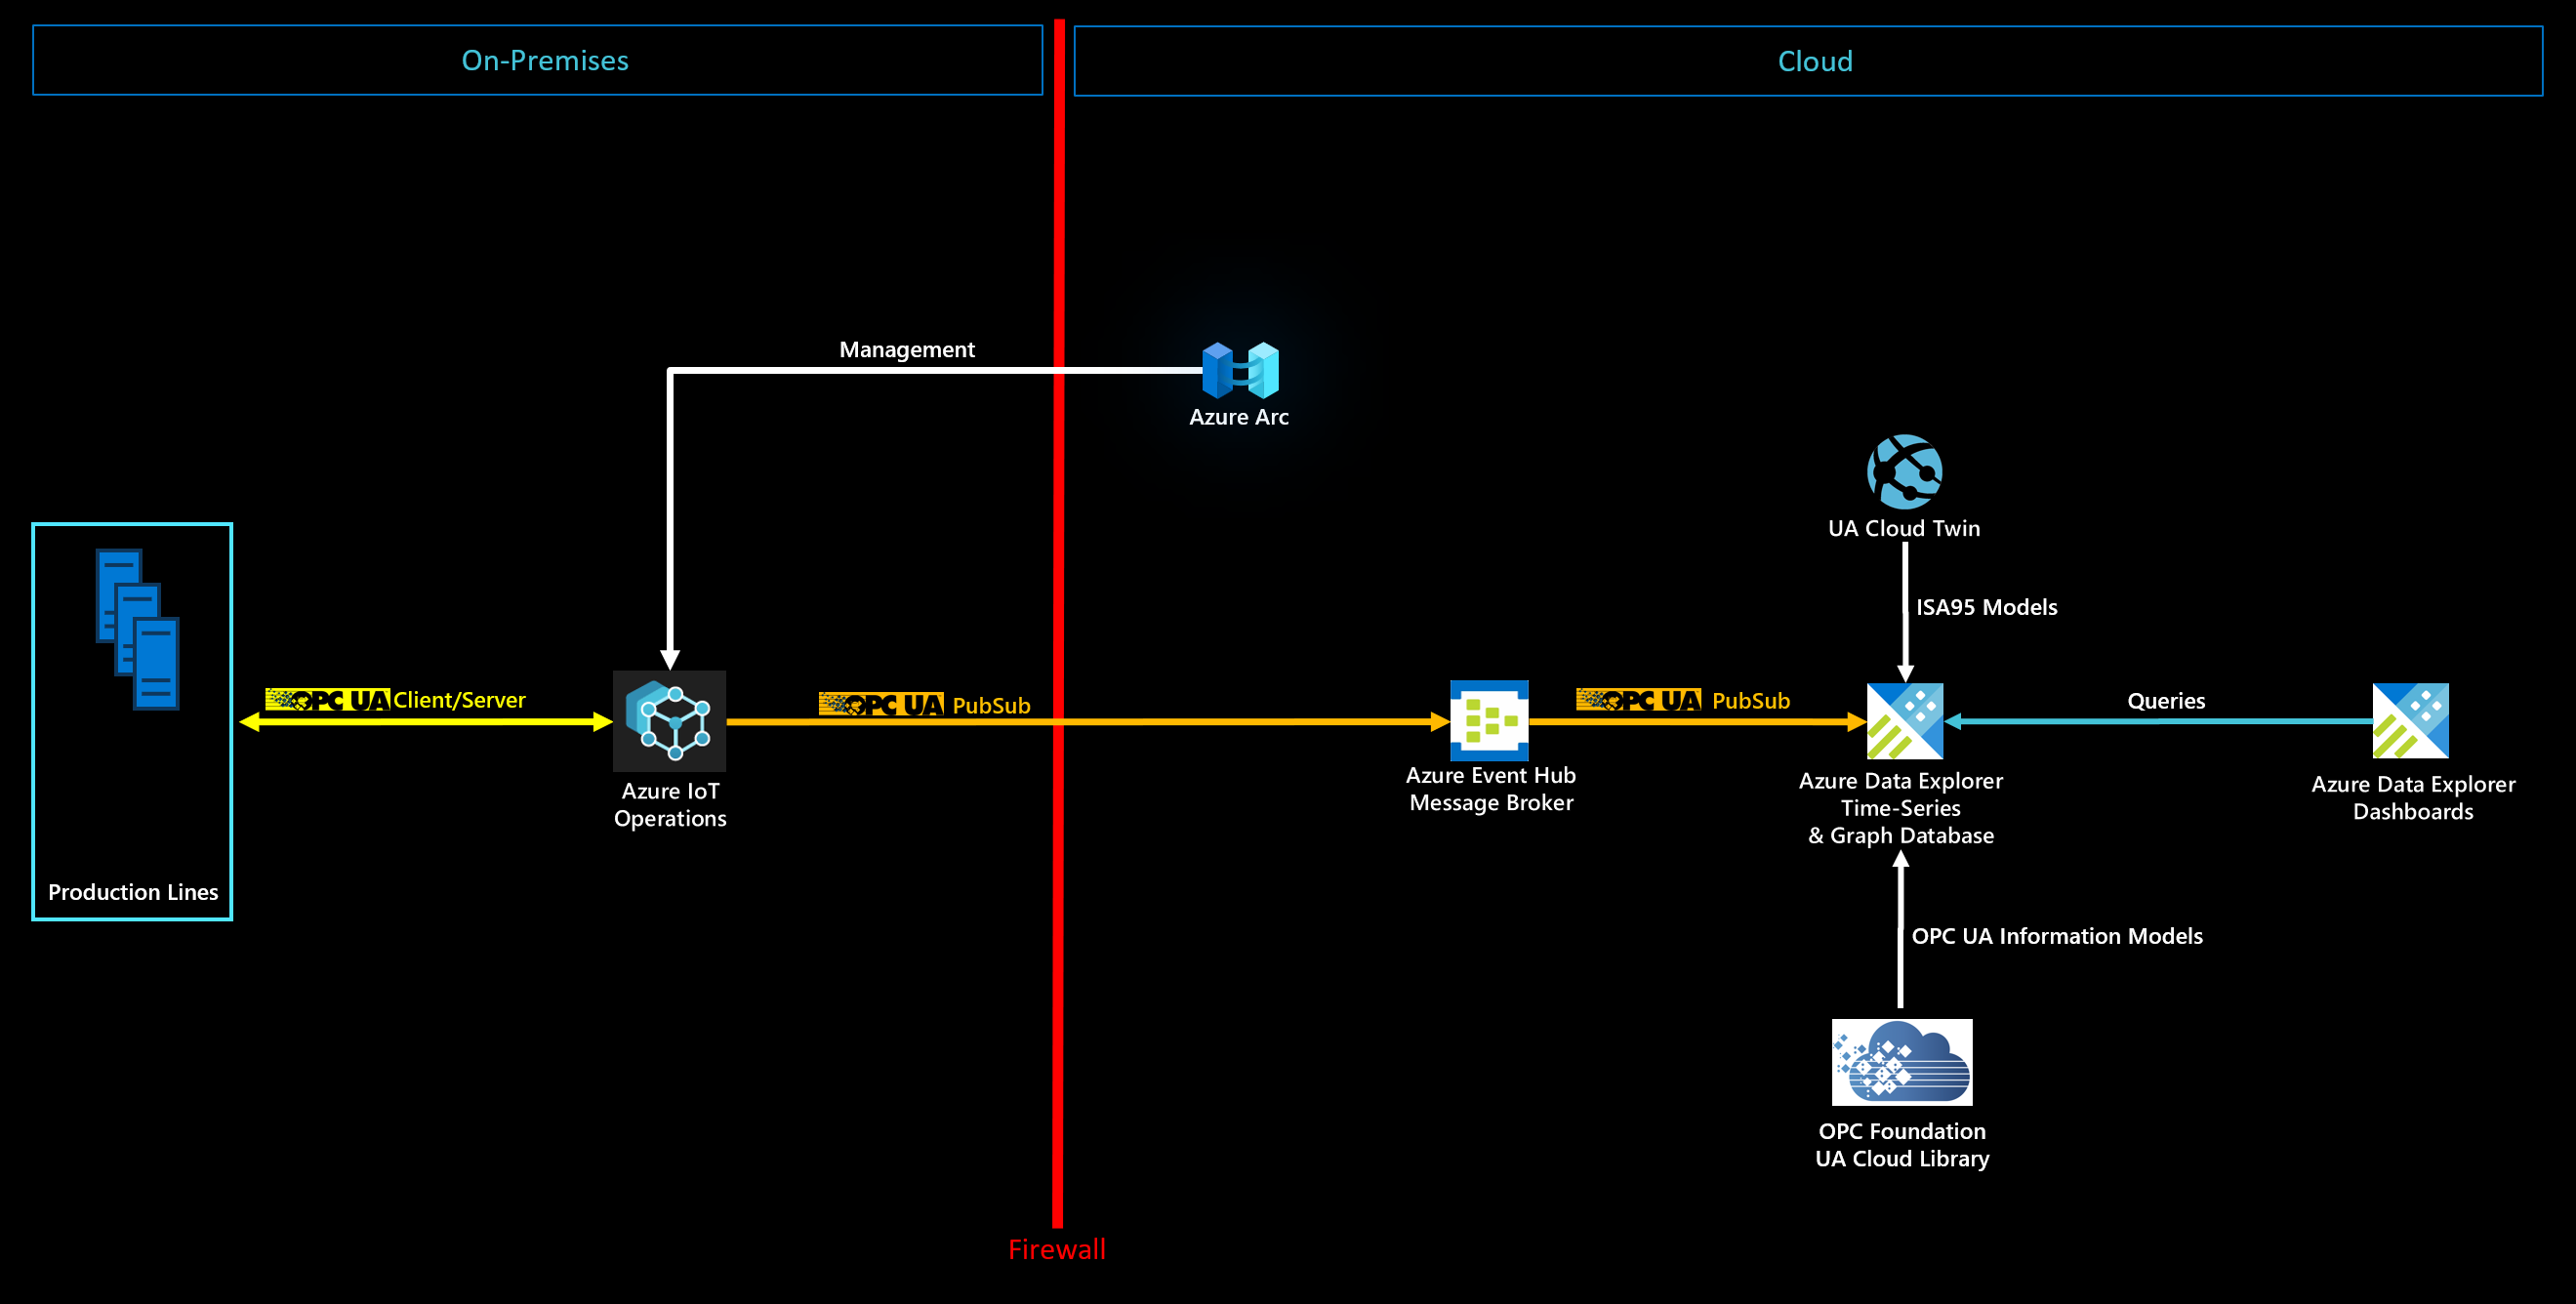 On-Premises
Cloud
Management
Azure Arc
UA Cloud Twin
ISA95 Models
OPC UA Client/Server
OPC UA PubSub
OPC UA PubSub
Queries
Azure IoT
Operations
Azure Event Hub
Message Broker
Azure Data Explorer
Time-Series
& Graph Database
Azure Data Explorer
Dashboards
Production Lines
OPC UA Information Models
OPC Foundation
UA Cloud Library
Firewall